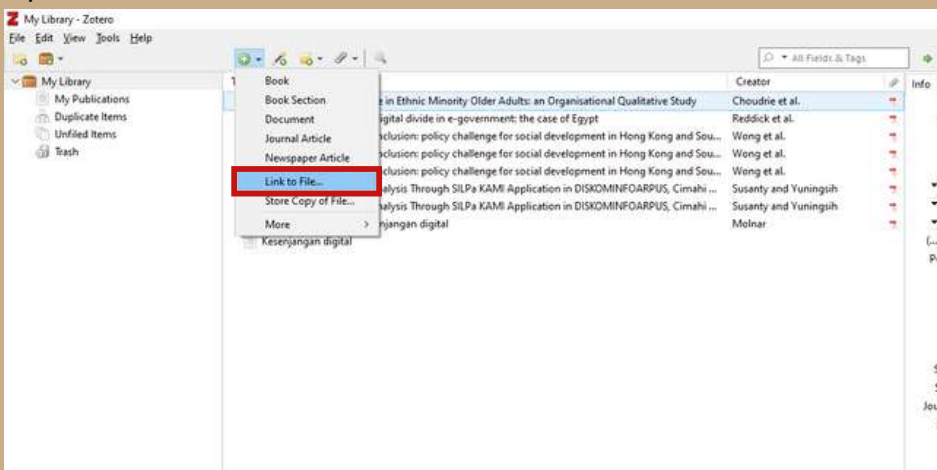 My Library - Zotero
File Edit View Tools Help
All Fields & Tags
My Library
My Publications
Duplicate Items
Unfiled Items
Trash
Book
Book Section
Document
Journal Article
Newspaper Article
Link to File...
Store Copy of File...
More
Creator
Info
e in Ethnic Minority Older Adults: an Organisational Qualitative Study Choudrie et al.
igital divide in e-government: the case of Egypt Reddick et al.
nclusion: policy challenge for social development in Hong Kong and Sou... Wong et al.
nclusion: policy challenge for social development in Hong Kong and Sou... Wong et al.
nclusion: policy challenge for social development in Hong Kong and Sou... Wong et al.
alysis Through SILPa KAMI Application in DISKOMINFOARPUS, Cimahi ... Susanty and Yuningsih
alysis Through SILPa KAMI Application in DISKOMINFOARPUS, Cimahi ... Susanty and Yuningsih
njangan digital Molnar
Kesenjangan digital
(...
Jou